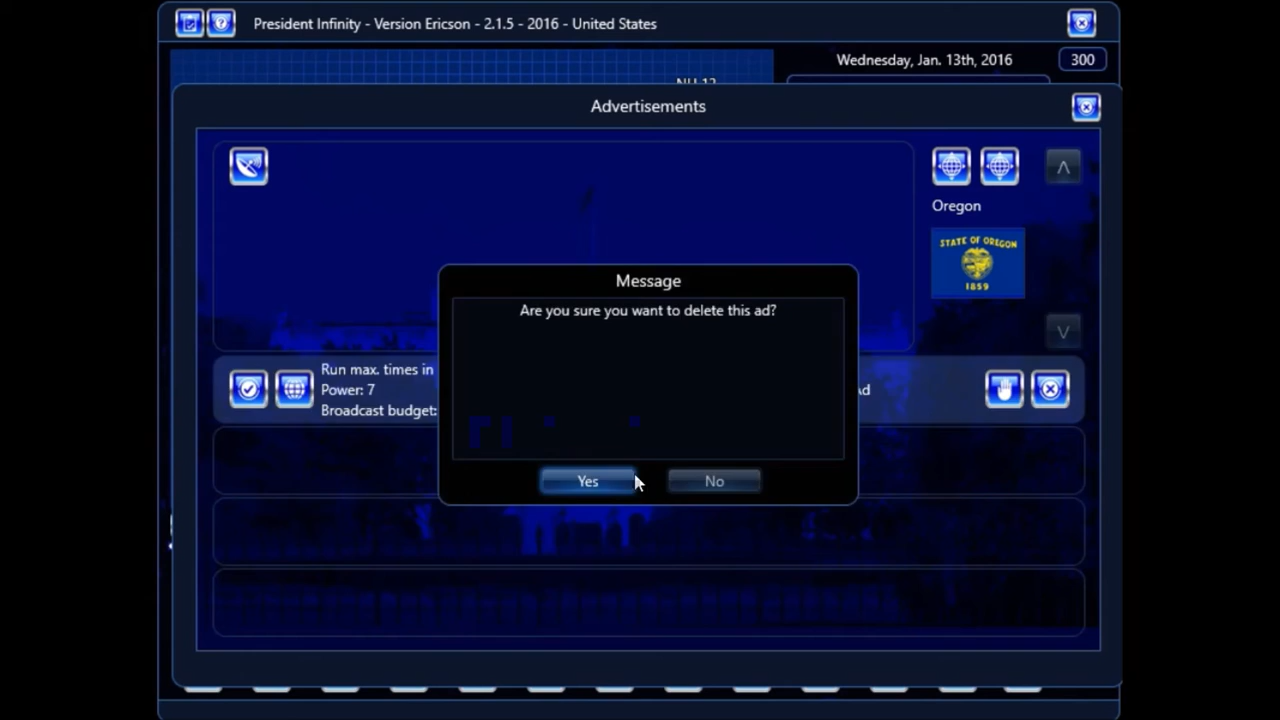 President Infinity - Version Ericson - 2.1.5 - 2016 - United States
Wednesday, Jan. 13th, 2016
300
Advertisements
Oregon
STATE OF OREGON
1859
Message
Are you sure you want to delete this ad?
Run max. times in
Power: 7
Broadcast budget:
Yes
No